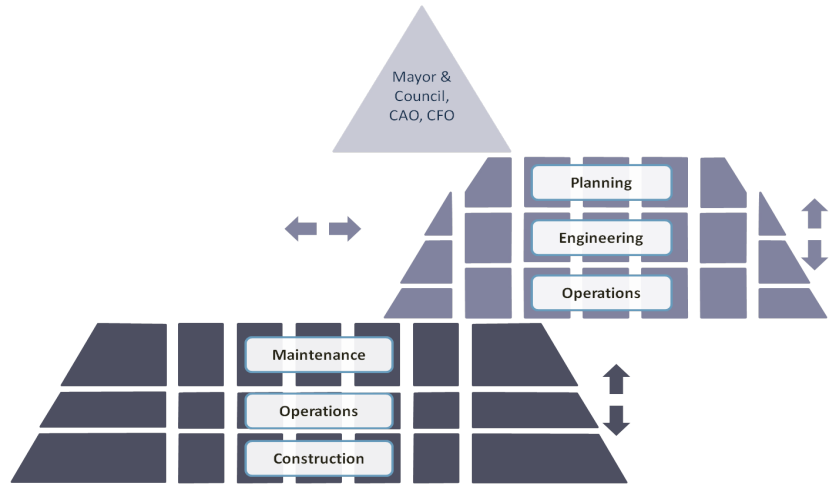 Mayor &
Council,
CAO, CFO
Planning
Engineering
Operations
Maintenance
Operations
Construction